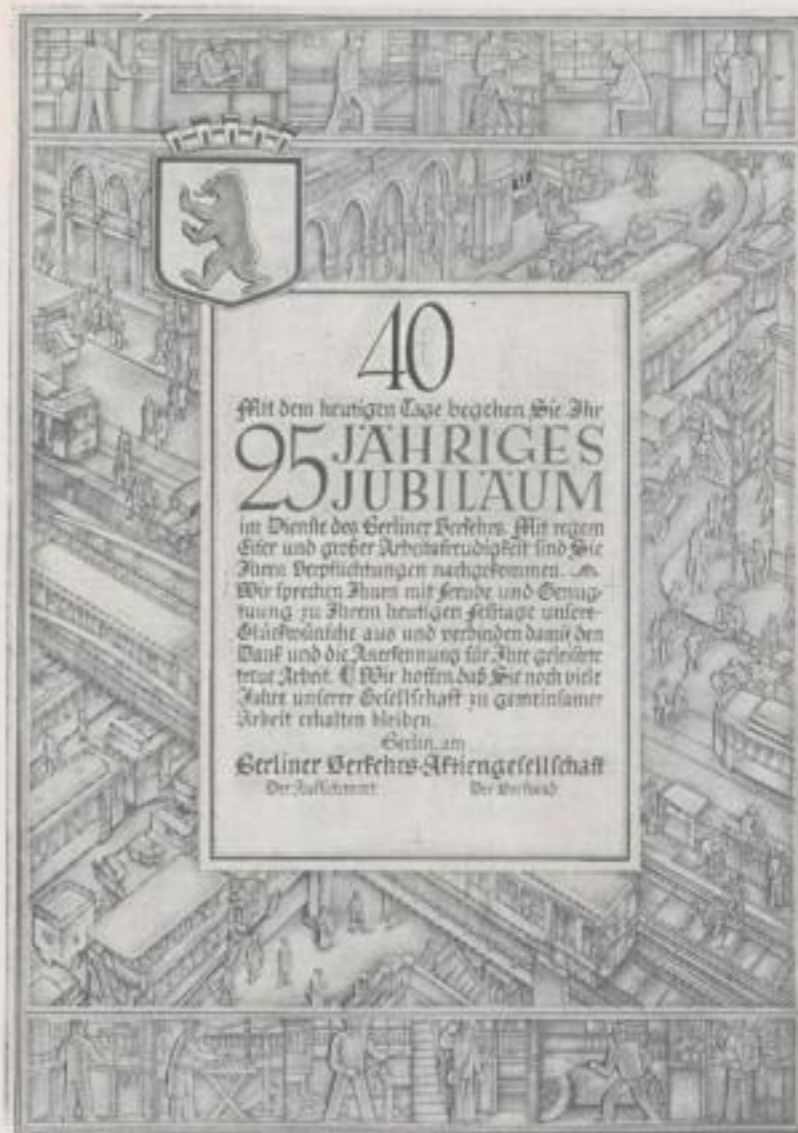 40
Mit dem heutigen Tage begehen Sie Ihr
25 JÄHRIGES
JUBILÄUM
im Dienste des Berliner Verkehrs. Mit regem
Eifer und großer Arbeitsfreudigkeit sind Sie
Ihren Verpflichtungen nachgekommen.
Wir sprechen Ihnen mit Freude und Genug-
tuung zu Ihrem heutigen Festtage unsere
Glückwünsche aus und verbinden damit den
Dank und die Anerkennung für Ihre geleistete
treue Arbeit. Wir hoffen, daß Sie noch viele
Jahre unserer Gesellschaft zu gemeinsamer
Arbeit erhalten bleiben.
Berlin, am
Berliner Verkehrs-Aktiengesellschaft
Der Aufsichtsrat Der Vorstand